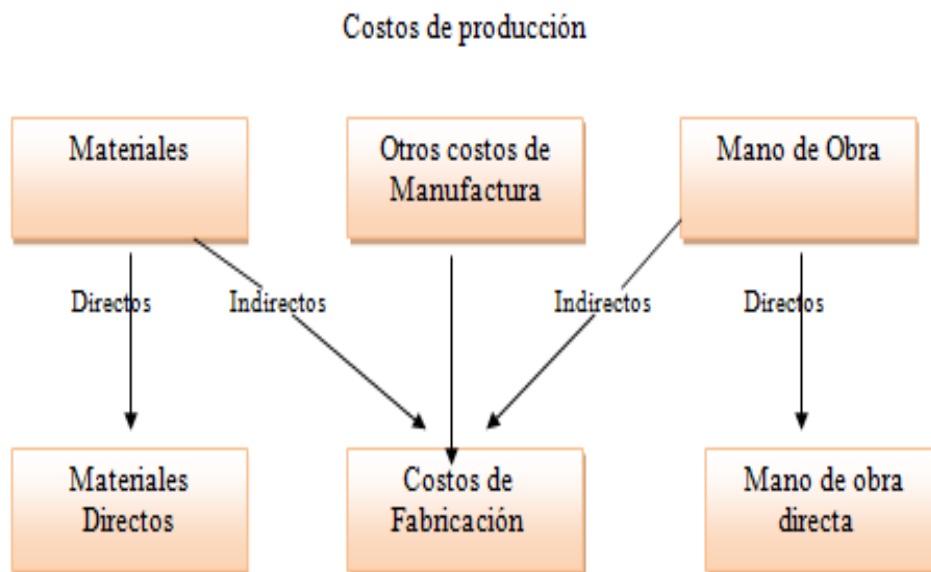 Costos de producción
Materiales
Otros costos de
Manufactura
Mano de Obra
Directos
Indirectos
Indirectos
Directos
Materiales
Directos
Costos de
Fabricación
Mano de obra
directa